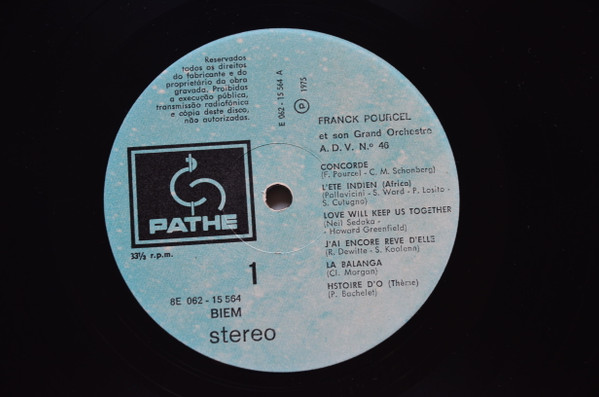 Reservados
todos os direitos
do fabricante e do
proprietário da obra
gravada. Proibidas
a execução pública,
transmissão radiofónica
e cópia deste disco,
não autorizadas.
E 062 - 15 564 A
P 1975
FRANCK POURCEL
et son Grand Orchestre
A. D. V. N.º 46
CONCORDE
(F. Pourcel - C. M. Schonberg)
L'ETE INDIEN (Africa)
(Pallavicini - S. Ward - P. Losito -
S. Cutugno)
LOVE WILL KEEP US TOGETHER
(Neil Sedaka -
- Howard Greenfield)
J'AI ENCORE REVE D'ELLE
(R. Dewitte - S. Koolenn)
LA BALANGA
(Cl. Morgan)
HSTOIRE D'O (Thème)
(P. Bachelet)
PATHE
33⅓ r.p.m.
1
8E 062 - 15 564
BIEM
stereo